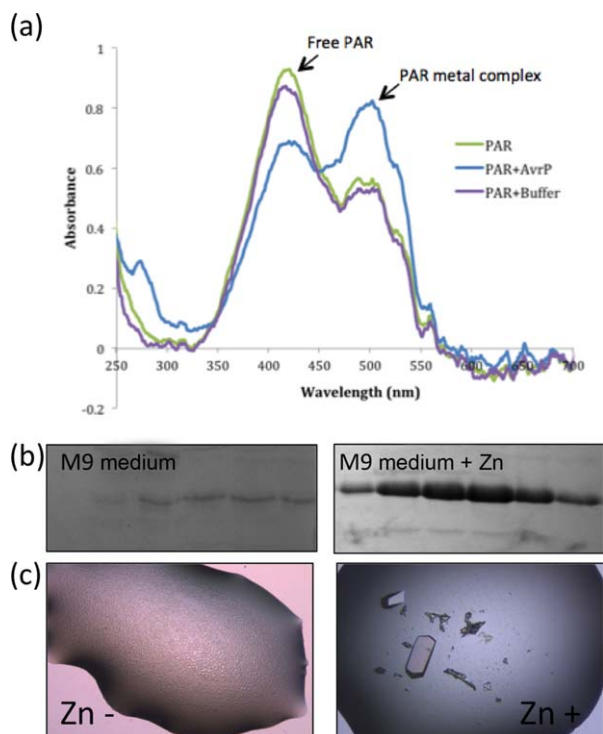 (a)
Free PAR
PAR metal complex
PAR
PAR+AvrP
PAR+Buffer
Absorbance
1
0.8
0.6
0.4
0.2
0
-0.2
250 300 350 400 450 500 550 600 650 700
Wavelength (nm)
(b)
M9 medium
M9 medium + Zn
(c)
Zn -
Zn +